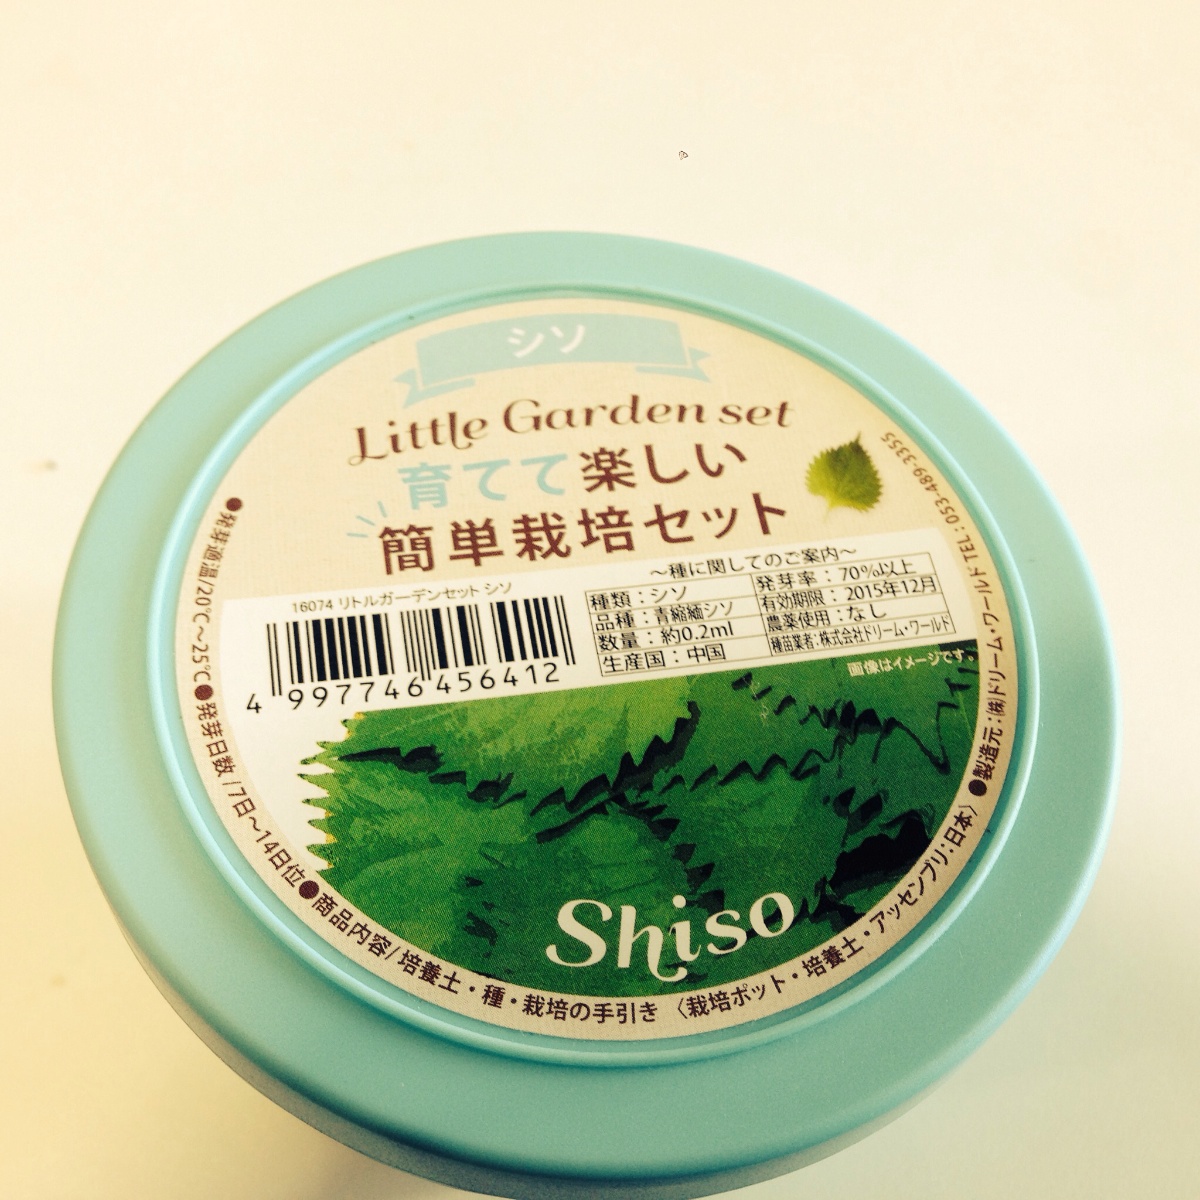 シソ
Little Garden set
育てて楽しい
簡単栽培セット
16074 リトルガーデンセット シソ
4 997746 456412
～種に関してのご案内～
種類：シソ
品種：青縮緬シソ
数量：約0.2ml
生産国：中国
発芽率：70%以上
有効期限：2015年12月
農薬使用：なし
種苗業者：株式会社ドリーム・ワールド
画像はイメージです。
Shiso
●発芽適温/20℃～25℃●発芽日数/7日～14日位●商品内容/培養土・種・栽培の手引き〈栽培ポット・培養土・アッセンブリ：日本〉●製造元：㈱ドリーム・ワールドTEL：053-489-3355